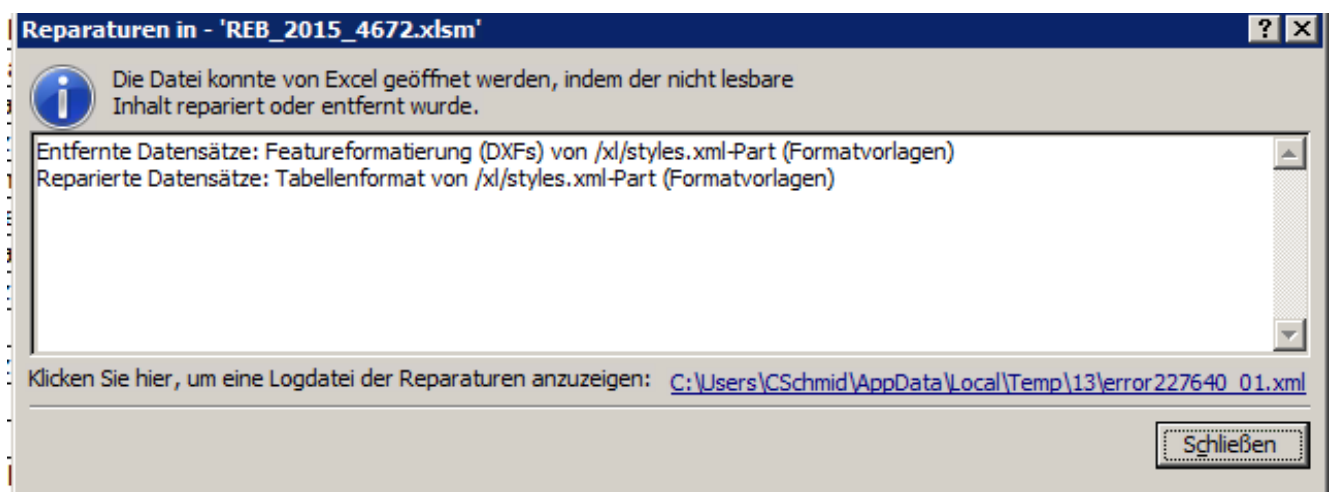 Reparaturen in - 'REB_2015_4672.xlsm'
Die Datei konnte von Excel geöffnet werden, indem der nicht lesbare
Inhalt repariert oder entfernt wurde.
Entfernte Datensätze: Featureformatierung (DXFs) von /xl/styles.xml-Part (Formatvorlagen)
Reparierte Datensätze: Tabellenformat von /xl/styles.xml-Part (Formatvorlagen)
Klicken Sie hier, um eine Logdatei der Reparaturen anzuzeigen: C:\Users\CSchmid\AppData\Local\Temp\13\error227640_01.xml
Schließen